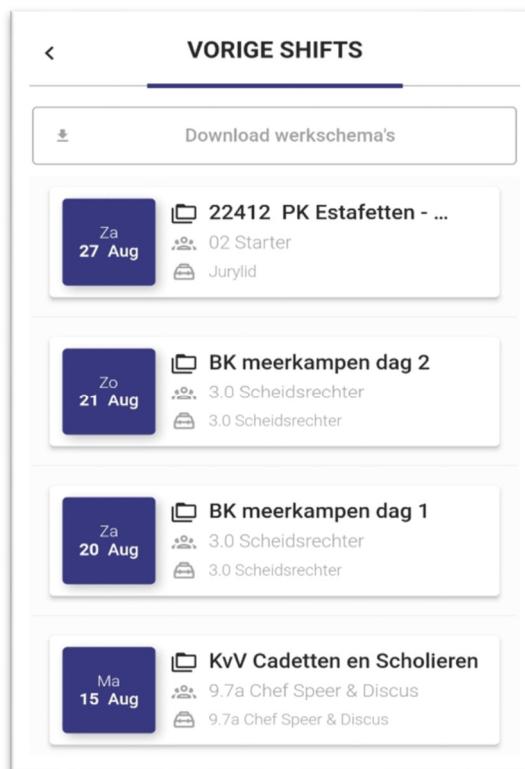 VORIGE SHIFTS
Download werkschema's
Za
27 Aug
22412 PK Estafetten - ...
02 Starter
Jurylid
Zo
21 Aug
BK meerkampen dag 2
3.0 Scheidsrechter
3.0 Scheidsrechter
Za
20 Aug
BK meerkampen dag 1
3.0 Scheidsrechter
3.0 Scheidsrechter
Ma
15 Aug
KvV Cadetten en Scholieren
9.7a Chef Speer & Discus
9.7a Chef Speer & Discus